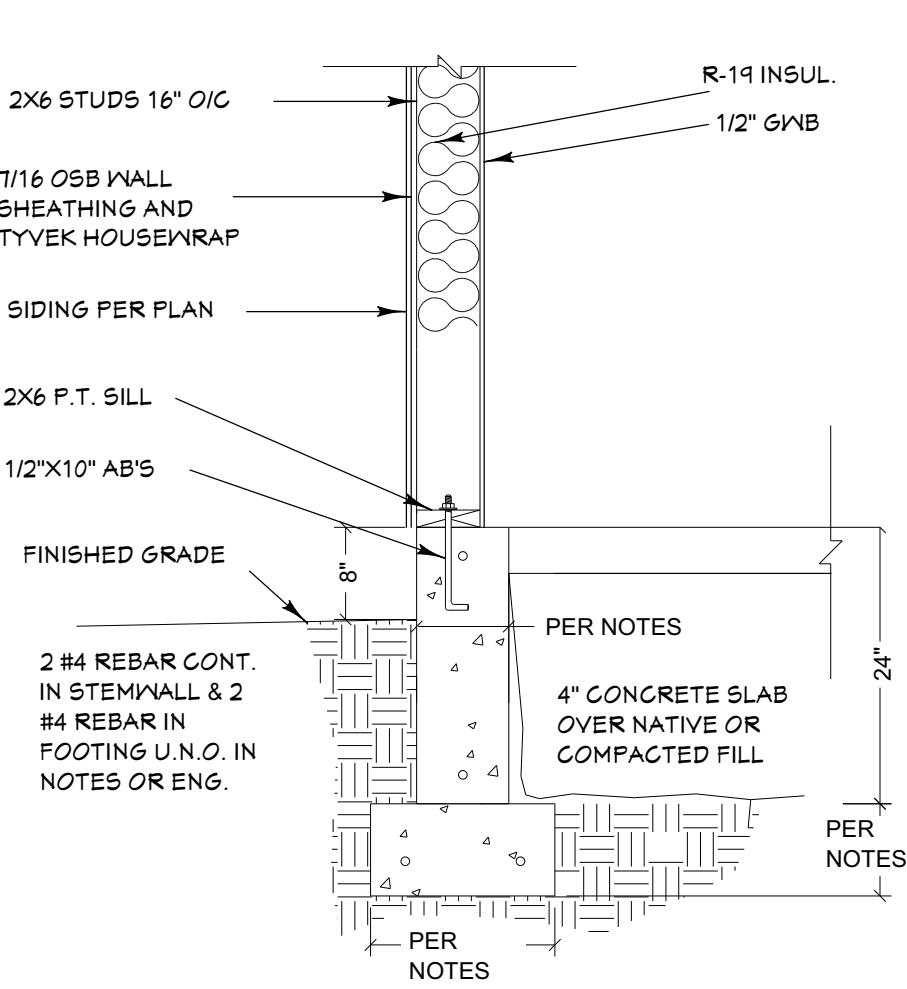 2X6 STUDS 16" O/C
R-19 INSUL.
1/2" GWB
7/16 OSB WALL
SHEATHING AND
TYVEK HOUSEWRAP
SIDING PER PLAN
2X6 P.T. SILL
1/2"X10" AB'S
FINISHED GRADE
8"
2 #4 REBAR CONT.
IN STEMWALL & 2
#4 REBAR IN
FOOTING U.N.O. IN
NOTES OR ENG.
PER NOTES
4" CONCRETE SLAB
OVER NATIVE OR
COMPACTED FILL
24"
PER
NOTES
PER
NOTES